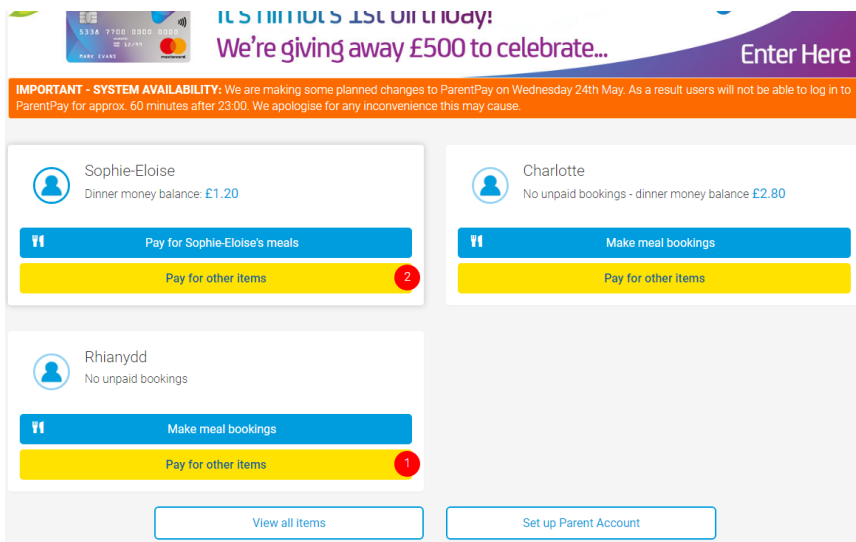 5338 7700 0000 0000
12/99
MARK EVANS
mastercard
1st birthday!
We're giving away £500 to celebrate...
Enter Here
IMPORTANT - SYSTEM AVAILABILITY: We are making some planned changes to ParentPay on Wednesday 24th May. As a result users will not be able to log in to
ParentPay for approx. 60 minutes after 23:00. We apologise for any inconvenience this may cause.
Sophie-Eloise
Dinner money balance: £1.20
Pay for Sophie-Eloise's meals
Pay for other items
2
Charlotte
No unpaid bookings - dinner money balance £2.80
Make meal bookings
Pay for other items
Rhianydd
No unpaid bookings
Make meal bookings
Pay for other items
1
View all items
Set up Parent Account